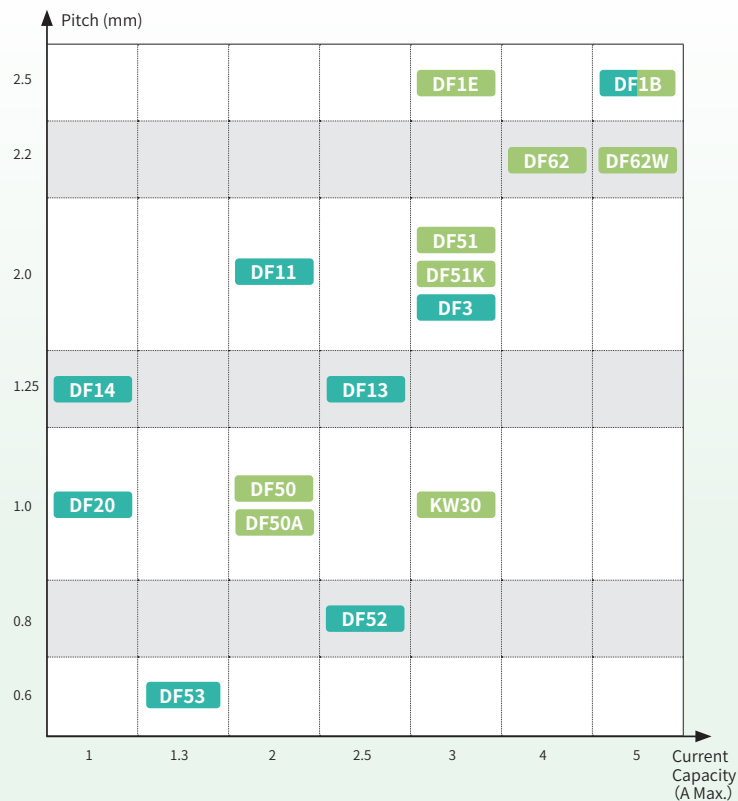 Pitch (mm)
2.5
DF1E
DF1B
2.2
DF62
DF62W
DF51
2.0
DF11
DF51K
DF3
1.25
DF14
DF13
DF50
1.0
DF20
KW30
DF50A
0.8
DF52
0.6
DF53
1
1.3
2
2.5
3
4
5
Current
Capacity
(A Max.)